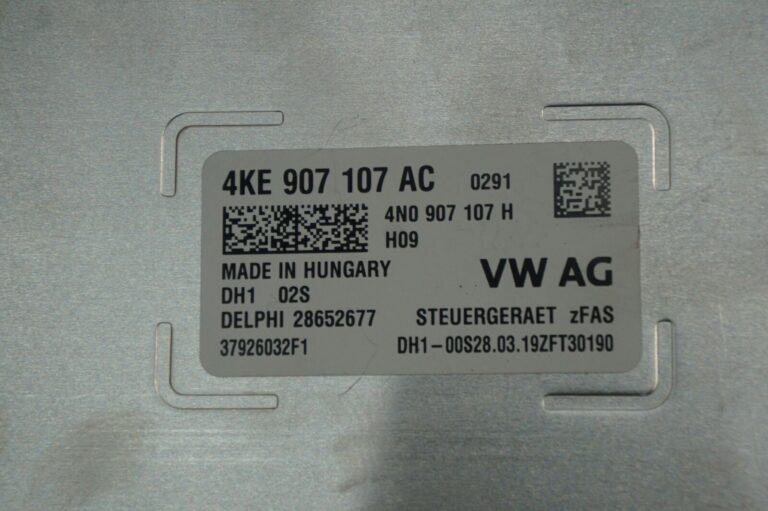 4KE 907 107 AC 0291
4N0 907 107 H
H09
MADE IN HUNGARY
VW AG
DH1 02S
DELPHI 28652677 STEUERGERAET zFAS
37926032F1 DH1-00S28.03.19ZFT30190